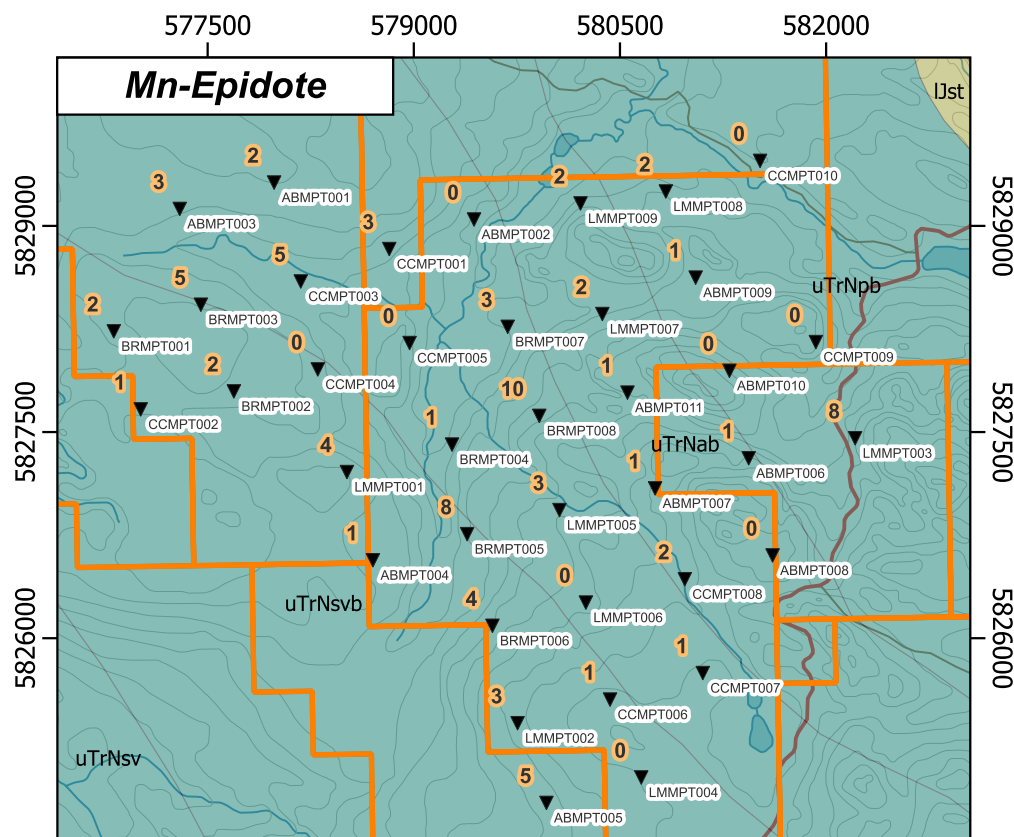 577500
579000
580500
582000
Mn-Epidote
lJst
0
CCMPT010
2
ABMPT001
3
ABMPT003
2
LMMPT008
2
LMMPT009
0
ABMPT002
3
CCMPT001
5829000
5829000
5
CCMPT003
1
ABMPT009
uTrNpb
5
BRMPT003
2
LMMPT007
3
BRMPT007
0
CCMPT009
2
BRMPT001
0
CCMPT005
0
CCMPT004
0
ABMPT010
2
BRMPT002
1
ABMPT011
1
CCMPT002
10
BRMPT008
5827500
5827500
8
LMMPT003
uTrNab
1
BRMPT004
1
ABMPT006
4
LMMPT001
1
ABMPT007
3
LMMPT005
8
BRMPT005
0
ABMPT008
1
ABMPT004
2
CCMPT008
uTrNsvb
0
LMMPT006
4
BRMPT006
5826000
5826000
1
CCMPT007
1
CCMPT006
3
LMMPT002
uTrNsv
0
LMMPT004
5
ABMPT005